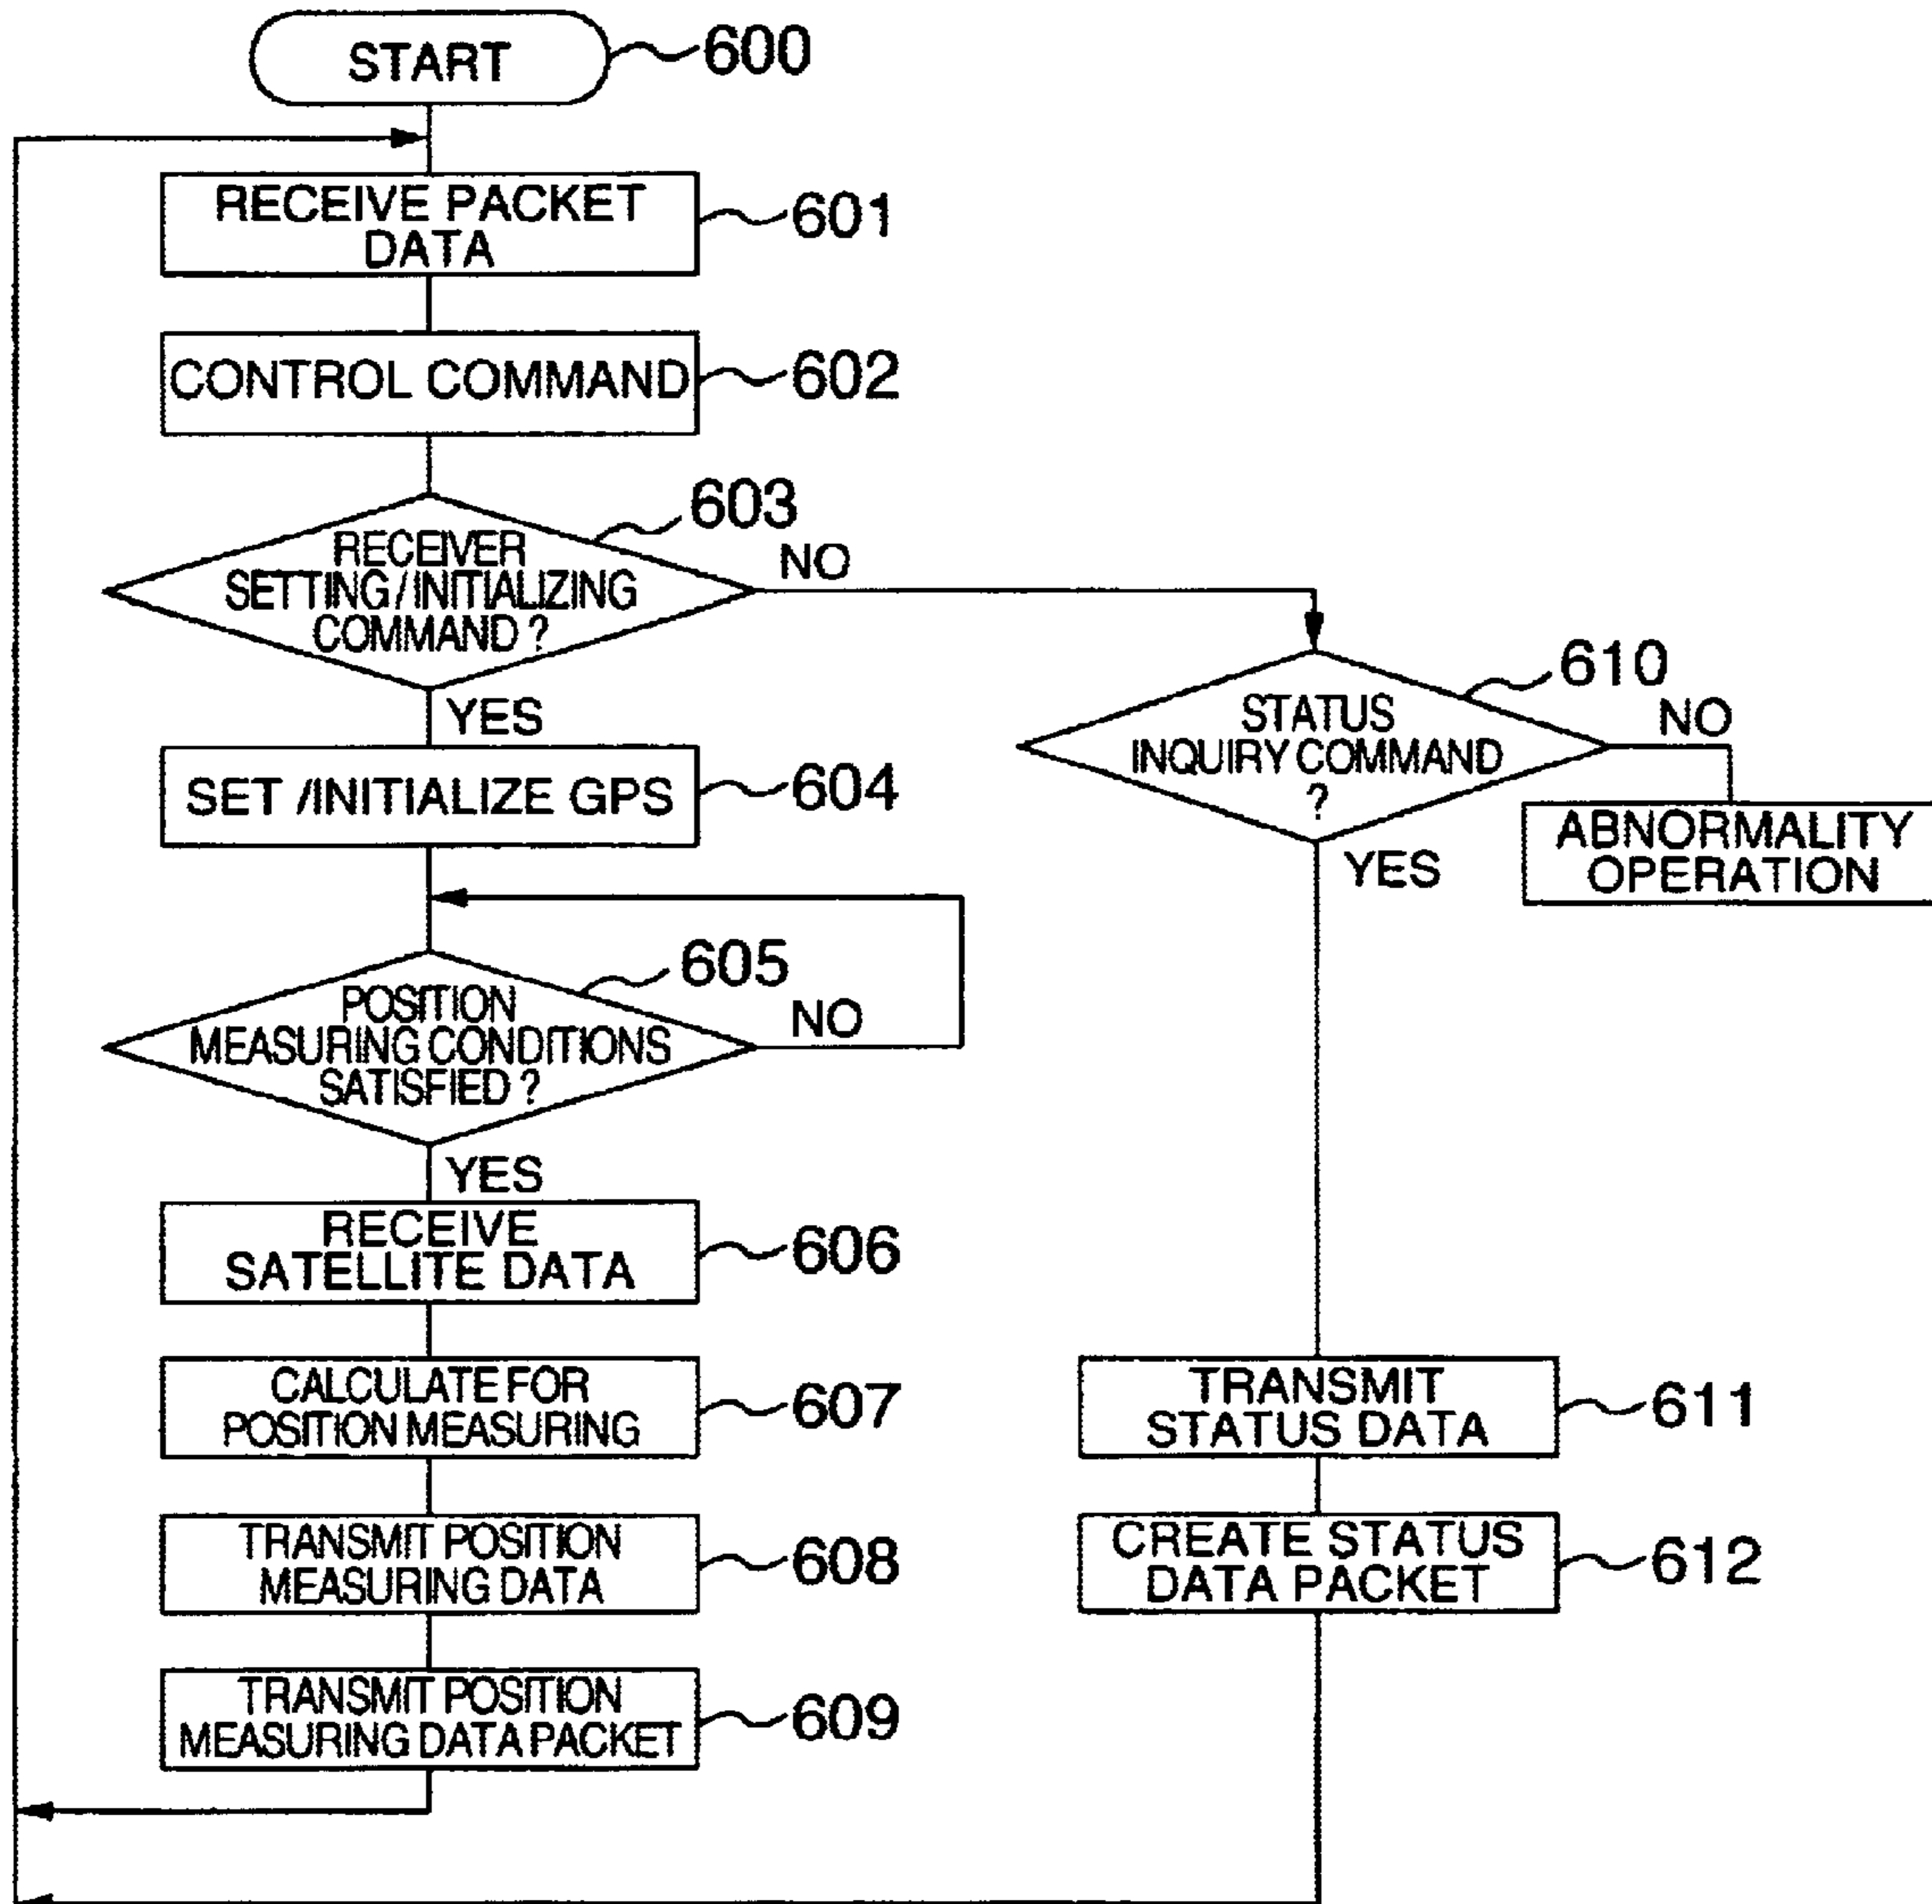 START
600
RECEIVE PACKET
DATA
601
CONTROL COMMAND
602
603
RECEIVER
SETTING / INITIALIZING
COMMAND ?
NO
YES
SET /INITIALIZE GPS
604
605
POSITION
MEASURING CONDITIONS
SATISFIED ?
NO
YES
RECEIVE
SATELLITE DATA
606
CALCULATE FOR
POSITION MEASURING
607
TRANSMIT POSITION
MEASURING DATA
608
TRANSMIT POSITION
MEASURING DATA PACKET
609
610
STATUS
INQUIRY COMMAND
?
NO
ABNORMALITY
OPERATION
YES
TRANSMIT
STATUS DATA
611
CREATE STATUS
DATA PACKET
612